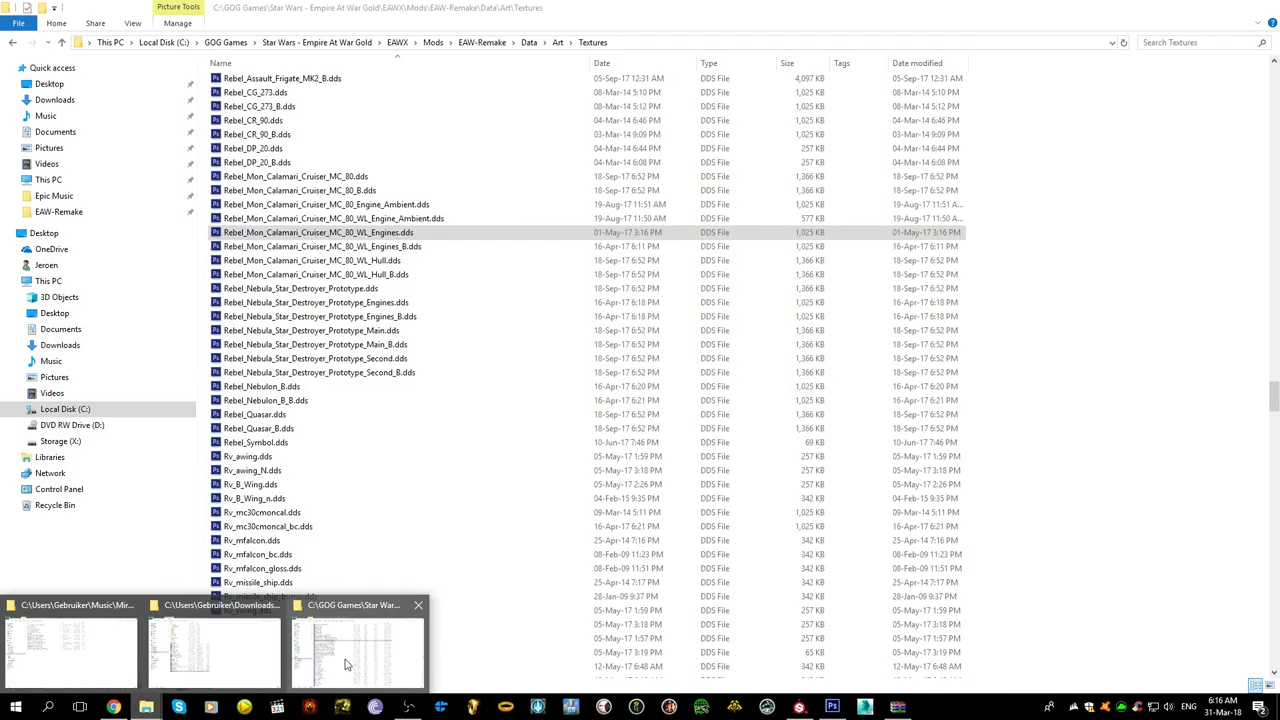 Picture Tools
C:\GOG Games\Star Wars - Empire At War Gold\EAWX\Mods\EAW-Remake\Data\Art\Textures
File Home Share View Manage
This PC Local Disk (C:) GOG Games Star Wars - Empire At War Gold EAWX Mods EAW-Remake Data Art Textures Search Textures
Name Date Type Size Tags Date modified
Quick access
Desktop
Downloads
Music
Documents
Pictures
Videos
This PC
Epic Music
EAW-Remake
Desktop
OneDrive
Jeroen
This PC
3D Objects
Desktop
Documents
Downloads
Music
Pictures
Videos
Local Disk (C:)
DVD RW Drive (D:)
Storage (X:)
Libraries
Network
Control Panel
Recycle Bin
Rebel_Assault_Frigate_MK2_B.dds 05-Sep-17 12:31 AM DDS File 4,097 KB 05-Sep-17 12:31 AM
Rebel_CG_273.dds 08-Mar-14 5:10 PM DDS File 1,025 KB 08-Mar-14 5:10 PM
Rebel_CG_273_B.dds 08-Mar-14 5:12 PM DDS File 1,025 KB 08-Mar-14 5:12 PM
Rebel_CR_90.dds 04-Mar-14 6:46 PM DDS File 1,025 KB 04-Mar-14 6:46 PM
Rebel_CR_90_B.dds 03-Mar-14 9:09 PM DDS File 1,025 KB 03-Mar-14 9:09 PM
Rebel_DP_20.dds 04-Mar-14 6:44 PM DDS File 257 KB 04-Mar-14 6:44 PM
Rebel_DP_20_B.dds 04-Mar-14 6:08 PM DDS File 257 KB 04-Mar-14 6:08 PM
Rebel_Mon_Calamari_Cruiser_MC_80.dds 18-Sep-17 6:52 PM DDS File 1,366 KB 18-Sep-17 6:52 PM
Rebel_Mon_Calamari_Cruiser_MC_80_B.dds 18-Sep-17 6:52 PM DDS File 1,366 KB 18-Sep-17 6:52 PM
Rebel_Mon_Calamari_Cruiser_MC_80_Engine_Ambient.dds 19-Aug-17 11:51 AM DDS File 1,025 KB 19-Aug-17 11:51 A...
Rebel_Mon_Calamari_Cruiser_MC_80_WL_Engine_Ambient.dds 19-Aug-17 11:50 AM DDS File 577 KB 19-Aug-17 11:50 A...
Rebel_Mon_Calamari_Cruiser_MC_80_WL_Engines.dds 01-May-17 3:16 PM DDS File 1,025 KB 01-May-17 3:16 PM
Rebel_Mon_Calamari_Cruiser_MC_80_WL_Engines_B.dds 16-Apr-17 6:11 PM DDS File 1,025 KB 16-Apr-17 6:11 PM
Rebel_Mon_Calamari_Cruiser_MC_80_WL_Hull.dds 18-Sep-17 6:52 PM DDS File 1,366 KB 18-Sep-17 6:52 PM
Rebel_Mon_Calamari_Cruiser_MC_80_WL_Hull_B.dds 18-Sep-17 6:52 PM DDS File 1,366 KB 18-Sep-17 6:52 PM
Rebel_Nebula_Star_Destroyer_Prototype.dds 18-Sep-17 6:52 PM DDS File 1,366 KB 18-Sep-17 6:52 PM
Rebel_Nebula_Star_Destroyer_Prototype_Engines.dds 16-Apr-17 6:18 PM DDS File 1,025 KB 16-Apr-17 6:18 PM
Rebel_Nebula_Star_Destroyer_Prototype_Engines_B.dds 16-Apr-17 6:18 PM DDS File 1,025 KB 16-Apr-17 6:18 PM
Rebel_Nebula_Star_Destroyer_Prototype_Main.dds 18-Sep-17 6:52 PM DDS File 1,366 KB 18-Sep-17 6:52 PM
Rebel_Nebula_Star_Destroyer_Prototype_Main_B.dds 18-Sep-17 6:52 PM DDS File 1,366 KB 18-Sep-17 6:52 PM
Rebel_Nebula_Star_Destroyer_Prototype_Second.dds 18-Sep-17 6:52 PM DDS File 1,366 KB 18-Sep-17 6:52 PM
Rebel_Nebula_Star_Destroyer_Prototype_Second_B.dds 18-Sep-17 6:52 PM DDS File 1,366 KB 18-Sep-17 6:52 PM
Rebel_Nebulon_B.dds 16-Apr-17 6:20 PM DDS File 1,025 KB 16-Apr-17 6:20 PM
Rebel_Nebulon_B_B.dds 16-Apr-17 6:21 PM DDS File 1,025 KB 16-Apr-17 6:21 PM
Rebel_Quasar.dds 18-Sep-17 6:52 PM DDS File 1,366 KB 18-Sep-17 6:52 PM
Rebel_Quasar_B.dds 18-Sep-17 6:52 PM DDS File 1,366 KB 18-Sep-17 6:52 PM
Rebel_Symbol.dds 10-Jun-17 7:46 PM DDS File 69 KB 10-Jun-17 7:46 PM
Rv_awing.dds 05-May-17 1:59 PM DDS File 257 KB 05-May-17 1:59 PM
Rv_awing_N.dds 05-May-17 3:18 PM DDS File 257 KB 05-May-17 3:18 PM
Rv_B_Wing.dds 05-May-17 2:26 PM DDS File 257 KB 05-May-17 2:26 PM
Rv_B_Wing_n.dds 04-Feb-15 9:35 PM DDS File 342 KB 04-Feb-15 9:35 PM
Rv_mc30cmoncal.dds 09-Mar-14 5:11 PM DDS File 1,025 KB 09-Mar-14 5:11 PM
Rv_mc30cmoncal_bc.dds 16-Apr-17 6:21 PM DDS File 1,025 KB 16-Apr-17 6:21 PM
Rv_mfalcon.dds 25-Apr-14 7:16 PM DDS File 342 KB 25-Apr-14 7:16 PM
Rv_mfalcon_bc.dds 08-Feb-09 11:23 PM DDS File 342 KB 08-Feb-09 11:23 PM
Rv_mfalcon_gloss.dds 08-Feb-09 11:23 PM DDS File 342 KB 08-Feb-09 11:23 PM
Rv_missile_ship.dds 25-Apr-14 7:17 PM DDS File 342 KB 25-Apr-14 7:17 PM
28-Jan-09 9:37 PM DDS File 342 KB 28-Jan-09 9:37 PM
05-May-17 1:59 PM DDS File 257 KB 05-May-17 1:59 PM
05-May-17 3:18 PM DDS File 257 KB 05-May-17 3:18 PM
05-May-17 1:57 PM DDS File 257 KB 05-May-17 1:57 PM
05-May-17 3:19 PM DDS File 65 KB 05-May-17 3:19 PM
12-May-17 6:48 AM DDS File 342 KB 12-May-17 6:48 AM
C:\Users\Gebruiker\Music\Mir... C:\Users\Gebruiker\Downloads... C:\GOG Games\Star War...
ENG 6:16 AM
31-Mar-18